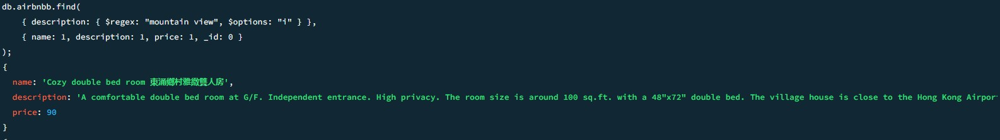 db.airbnbb.find(
    { description: { $regex: "mountain view", $options: "i" } },
    { name: 1, description: 1, price: 1, _id: 0 }
);
{
  name: 'Cozy double bed room 東涌鄉村雅緻雙人房',
  description: 'A comfortable double bed room at G/F. Independent entrance. High privacy. The room size is around 100 sq.ft. with a 48"x72" double bed. The village house is close to the Hong Kong Airpor
  price: 90
}